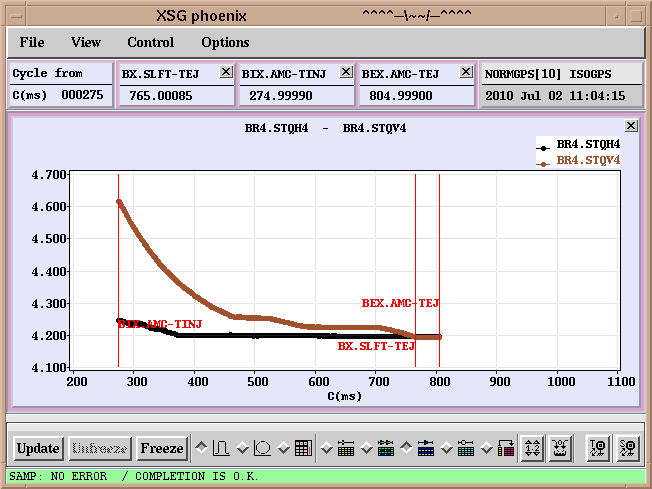 XSG phoenix ^^^^—\~~/—^^^^
File View Control Options
Cycle from
C(ms) 000275
BX.SLFT-TEJ
765.00085
BIX.AMC-TINJ
274.99990
BEX.AMC-TEJ
804.99900
NORMGPS[10] ISOGPS
2010 Jul 02 11:04:15
BR4.STQH4 - BR4.STQV4
BR4.STQH4
BR4.STQV4
4.700
4.600
4.500
4.400
4.300
4.200
4.100
BEX.AMC-TEJ
BIX.AMC-TINJ
BX.SLFT-TEJ
200 300 400 500 600 700 800 900 1000 1100
C(ms)
Update Unfreeze Freeze
SAMP: NO ERROR / COMPLETION IS O.K.